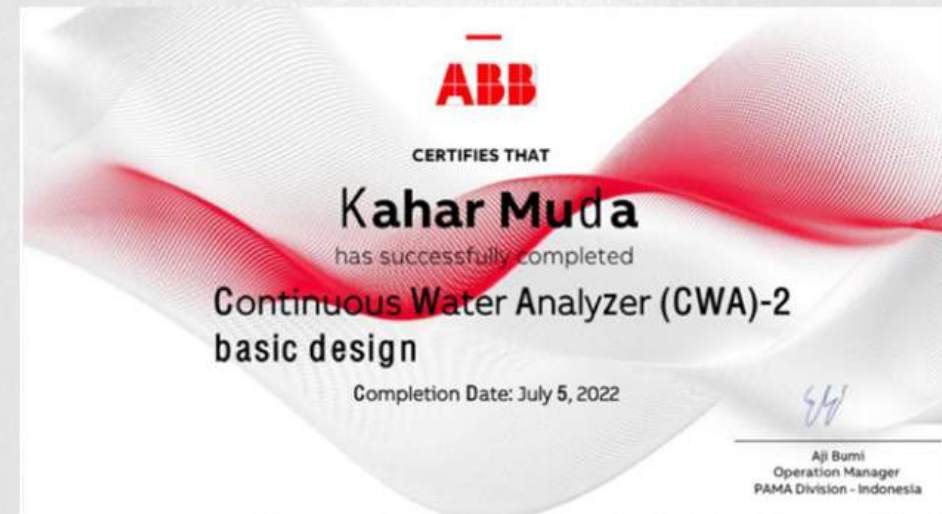 ABB
CERTIFIES THAT
Kahar Muda
has successfully completed
Continuous Water Analyzer (CWA)-2
basic design
Completion Date: July 5, 2022
Aji Bumi
Operation Manager
PAMA Division - Indonesia